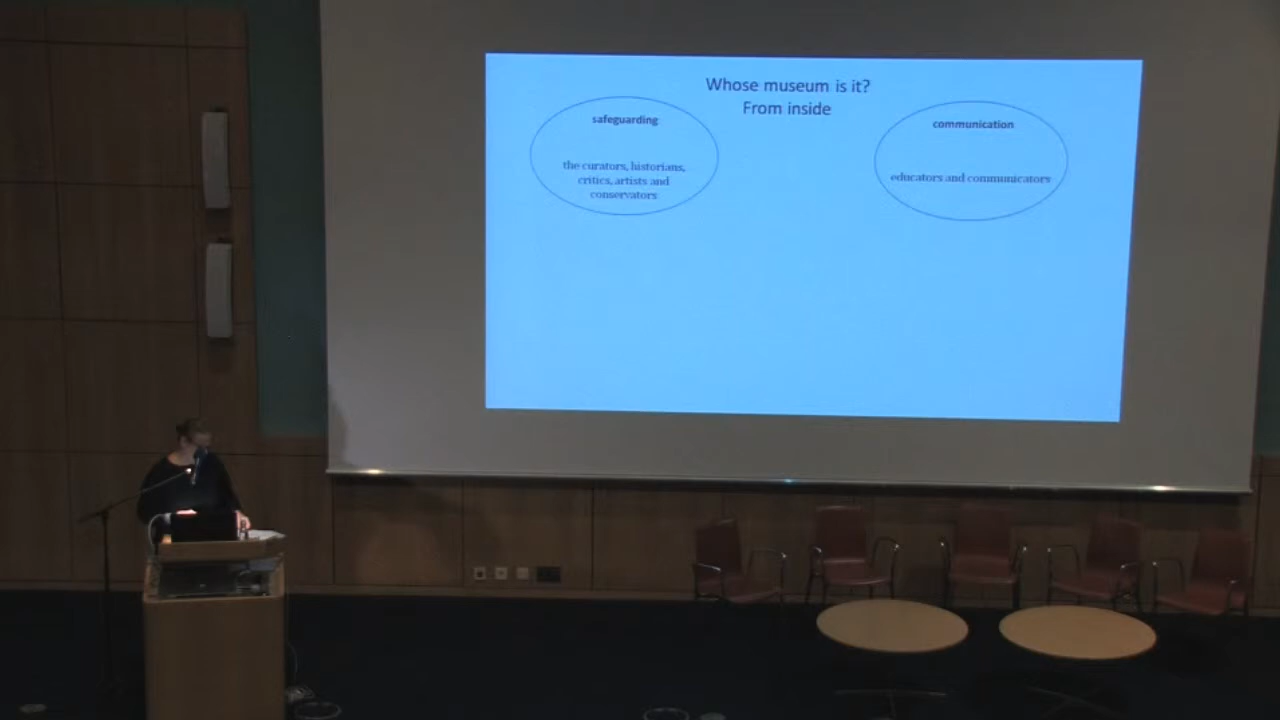 Whose museum is it?
From inside
safeguarding
the curators, historians,
critics, artists and
conservators
communication
educators and communicators